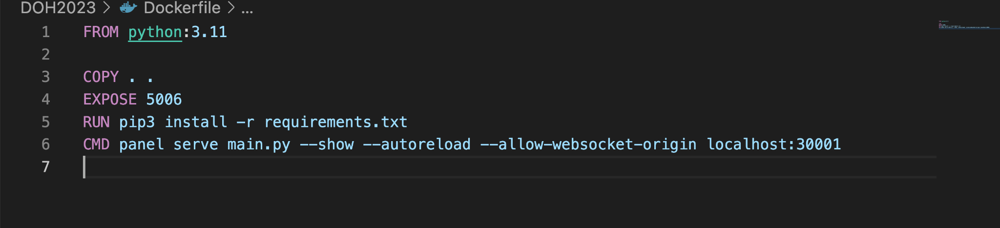 DOH2023 > Dockerfile > ...
1 FROM python:3.11
2
3 COPY . .
4 EXPOSE 5006
5 RUN pip3 install -r requirements.txt
6 CMD panel serve main.py --show --autoreload --allow-websocket-origin localhost:30001
7